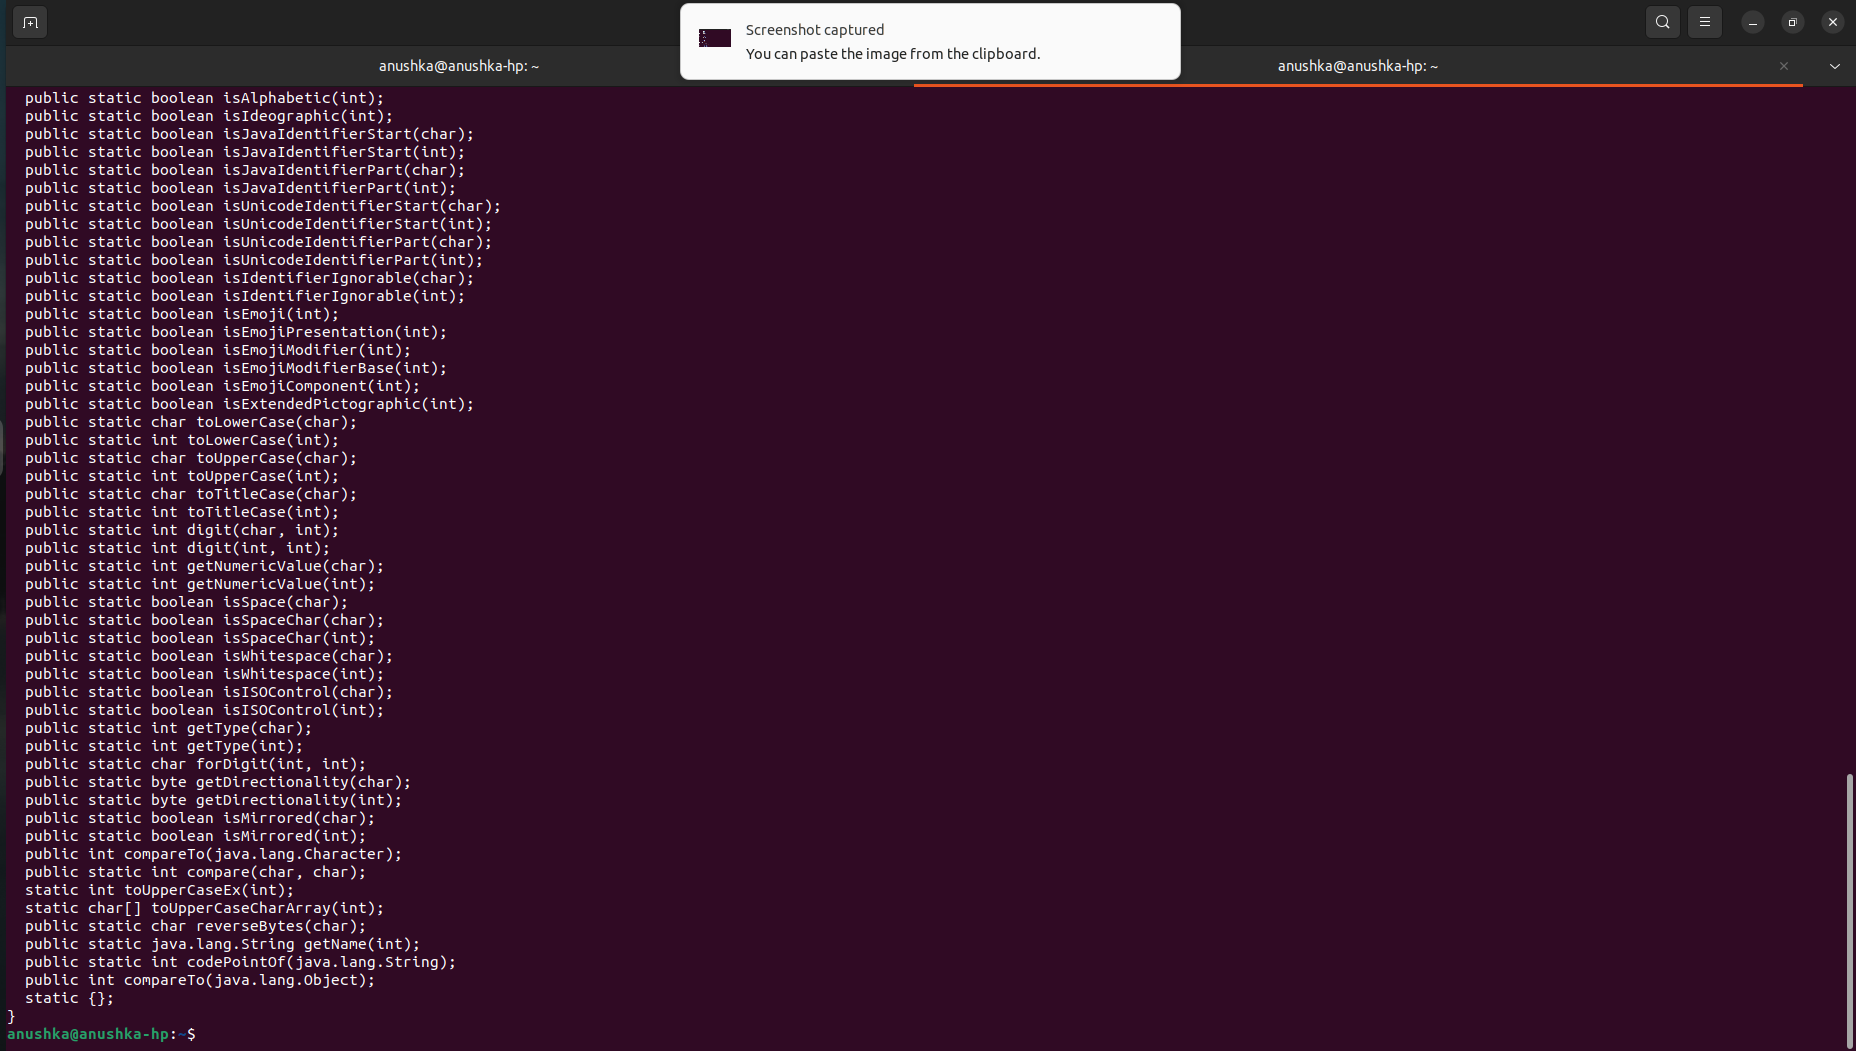 Screenshot captured
You can paste the image from the clipboard.
anushka@anushka-hp: ~
anushka@anushka-hp: ~
public static boolean isAlphabetic(int);
public static boolean isIdeographic(int);
public static boolean isJavaIdentifierStart(char);
public static boolean isJavaIdentifierStart(int);
public static boolean isJavaIdentifierPart(char);
public static boolean isJavaIdentifierPart(int);
public static boolean isUnicodeIdentifierStart(char);
public static boolean isUnicodeIdentifierStart(int);
public static boolean isUnicodeIdentifierPart(char);
public static boolean isUnicodeIdentifierPart(int);
public static boolean isIdentifierIgnorable(char);
public static boolean isIdentifierIgnorable(int);
public static boolean isEmoji(int);
public static boolean isEmojiPresentation(int);
public static boolean isEmojiModifier(int);
public static boolean isEmojiModifierBase(int);
public static boolean isEmojiComponent(int);
public static boolean isExtendedPictographic(int);
public static char toLowerCase(char);
public static int toLowerCase(int);
public static char toUpperCase(char);
public static int toUpperCase(int);
public static char toTitleCase(char);
public static int toTitleCase(int);
public static int digit(char, int);
public static int digit(int, int);
public static int getNumericValue(char);
public static int getNumericValue(int);
public static boolean isSpace(char);
public static boolean isSpaceChar(char);
public static boolean isSpaceChar(int);
public static boolean isWhitespace(char);
public static boolean isWhitespace(int);
public static boolean isISOControl(char);
public static boolean isISOControl(int);
public static int getType(char);
public static int getType(int);
public static char forDigit(int, int);
public static byte getDirectionality(char);
public static byte getDirectionality(int);
public static boolean isMirrored(char);
public static boolean isMirrored(int);
public int compareTo(java.lang.Character);
public static int compare(char, char);
static int toUpperCaseEx(int);
static char[] toUpperCaseCharArray(int);
public static char reverseBytes(char);
public static java.lang.String getName(int);
public static int codePointOf(java.lang.String);
public int compareTo(java.lang.Object);
static {};
}
anushka@anushka-hp:~$